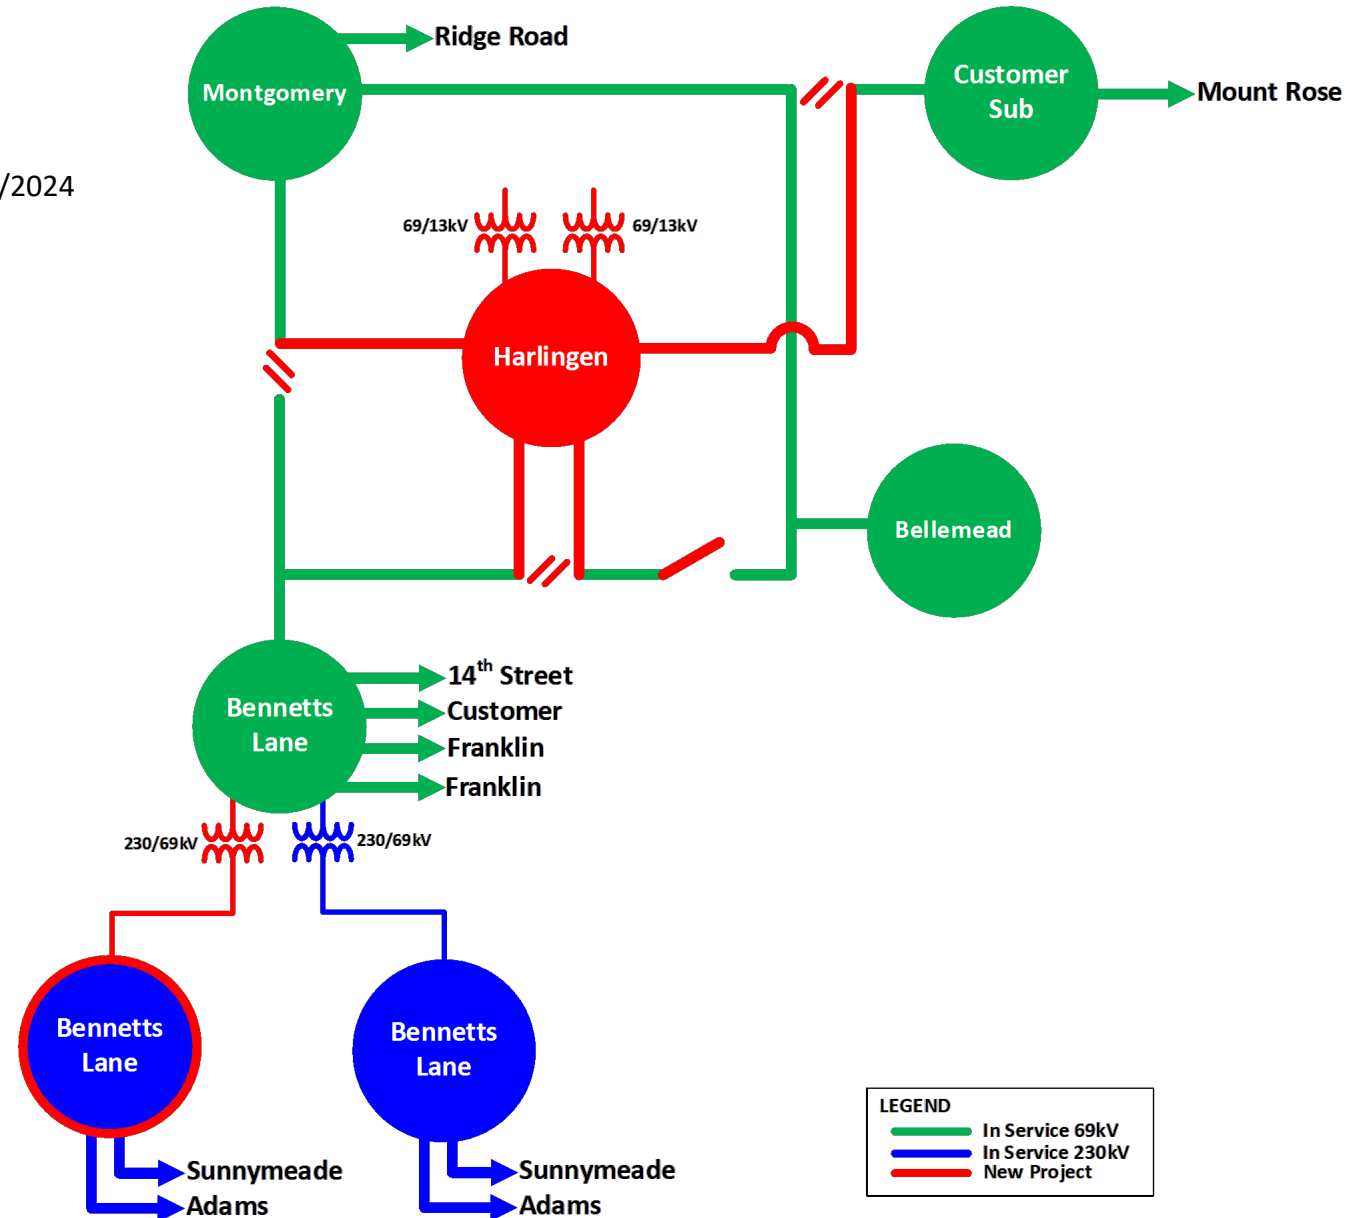 Ridge Road
Montgomery
Customer
Sub
Mount Rose
/2024
69/13kV
69/13kV
Harlingen
Bellemead
Bennetts
Lane
14th Street
Customer
Franklin
Franklin
230/69kV
230/69kV
Bennetts
Lane
Bennetts
Lane
Sunnymeade
Adams
Sunnymeade
Adams
LEGEND
In Service 69kV
In Service 230kV
New Project